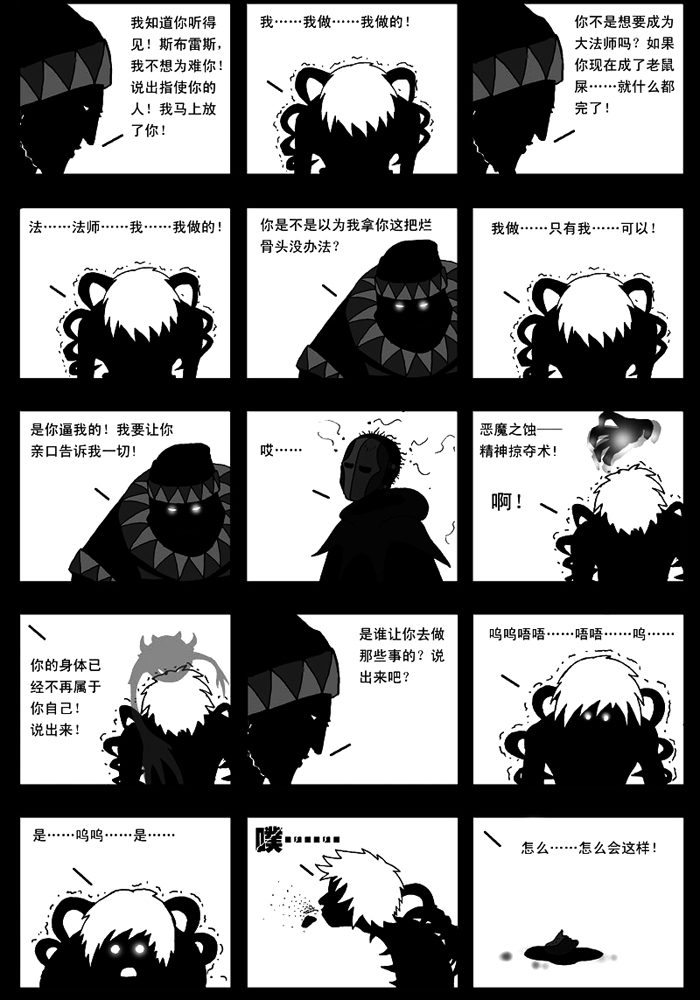 我知道你听得
见！斯布雷斯，
我不想为难你！
说出指使你的
人！我马上放
了你！
我……我做……我做的！
你不是想要成为
大法师吗？如果
你现在成了老鼠
屎……就什么都
完了！
法……法师……我……我做的！
你是不是以为我拿你这把烂
骨头没办法？
我做……只有我……可以！
是你逼我的！我要让你
亲口告诉我一切！
哎……
恶魔之蚀——
精神掠夺术！
啊！
你的身体已
经不再属于
你自己！
说出来！
是谁让你去做
那些事的？说
出来吧？
呜呜唔唔……唔唔……呜……
是……呜呜……是……
噗……
怎么……怎么会这样！